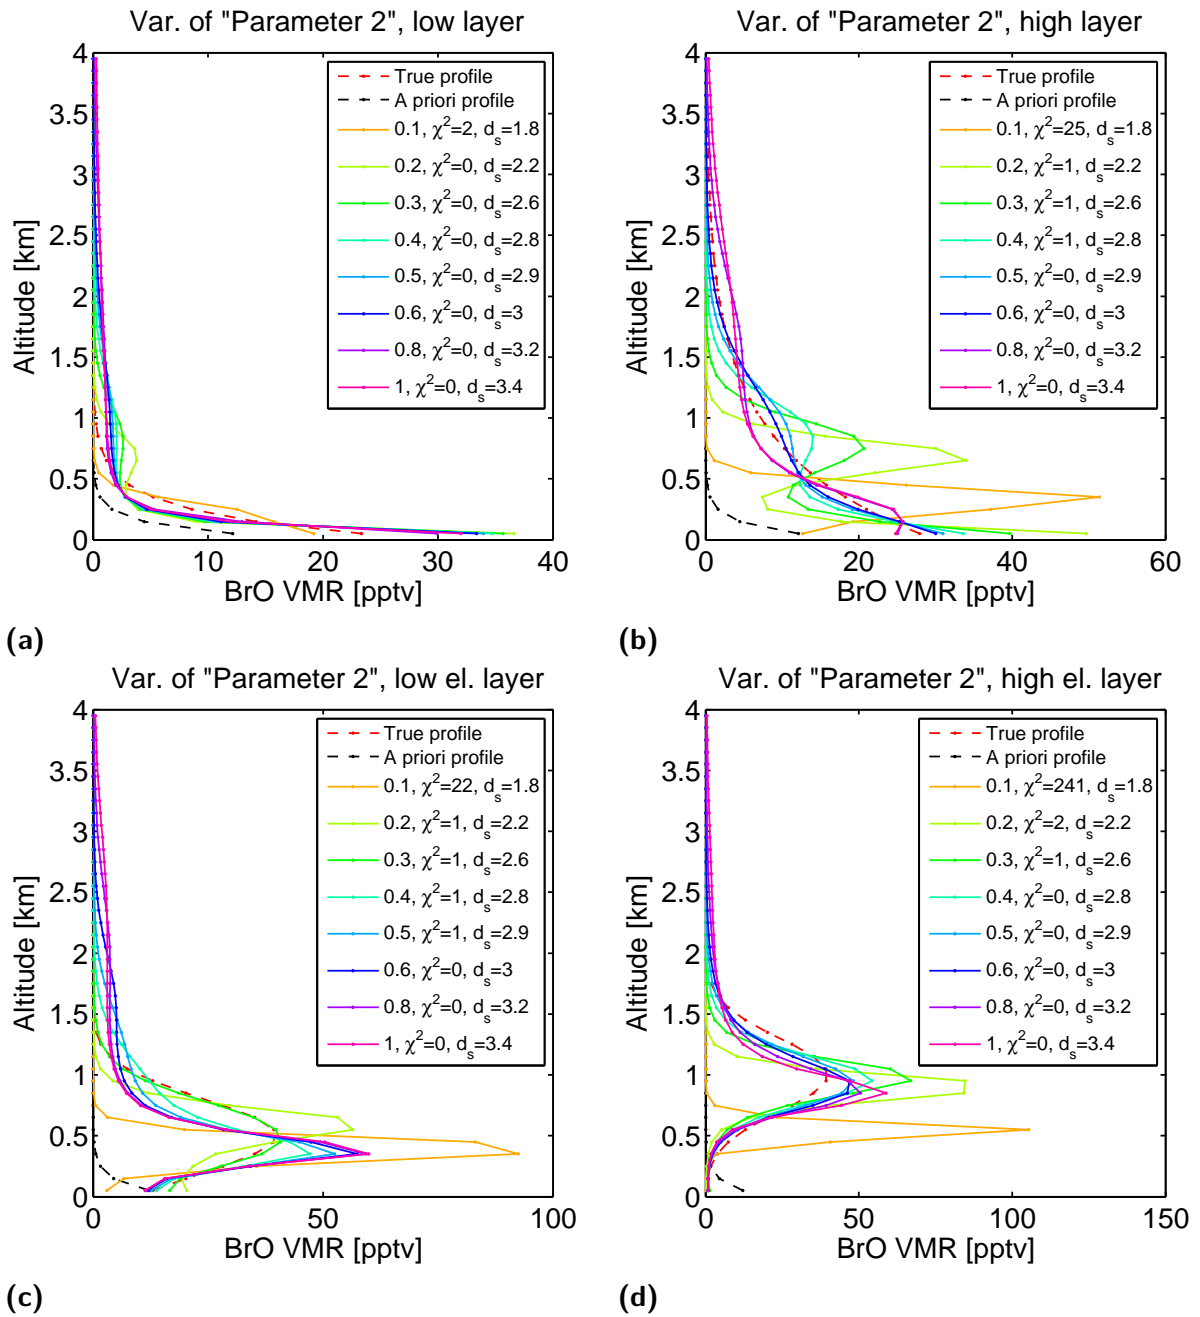 Var. of "Parameter 2", low layer
4
3.5
3
2.5
2
1.5
1
0.5
0
Altitude [km]
0 10 20 30 40
BrO VMR [pptv]
True profile
A priori profile
0.1, χ²=2, dₛ=1.8
0.2, χ²=0, dₛ=2.2
0.3, χ²=0, dₛ=2.6
0.4, χ²=0, dₛ=2.8
0.5, χ²=0, dₛ=2.9
0.6, χ²=0, dₛ=3
0.8, χ²=0, dₛ=3.2
1, χ²=0, dₛ=3.4
(a)
Var. of "Parameter 2", high layer
4
3.5
3
2.5
2
1.5
1
0.5
0
Altitude [km]
0 20 40 60
BrO VMR [pptv]
True profile
A priori profile
0.1, χ²=25, dₛ=1.8
0.2, χ²=1, dₛ=2.2
0.3, χ²=1, dₛ=2.6
0.4, χ²=1, dₛ=2.8
0.5, χ²=0, dₛ=2.9
0.6, χ²=0, dₛ=3
0.8, χ²=0, dₛ=3.2
1, χ²=0, dₛ=3.4
(b)
Var. of "Parameter 2", low el. layer
4
3.5
3
2.5
2
1.5
1
0.5
0
Altitude [km]
0 50 100
BrO VMR [pptv]
True profile
A priori profile
0.1, χ²=22, dₛ=1.8
0.2, χ²=1, dₛ=2.2
0.3, χ²=1, dₛ=2.6
0.4, χ²=1, dₛ=2.8
0.5, χ²=1, dₛ=2.9
0.6, χ²=0, dₛ=3
0.8, χ²=0, dₛ=3.2
1, χ²=0, dₛ=3.4
(c)
Var. of "Parameter 2", high el. layer
4
3.5
3
2.5
2
1.5
1
0.5
0
Altitude [km]
0 50 100 150
BrO VMR [pptv]
True profile
A priori profile
0.1, χ²=241, dₛ=1.8
0.2, χ²=2, dₛ=2.2
0.3, χ²=1, dₛ=2.6
0.4, χ²=0, dₛ=2.8
0.5, χ²=0, dₛ=2.9
0.6, χ²=0, dₛ=3
0.8, χ²=0, dₛ=3.2
1, χ²=0, dₛ=3.4
(d)